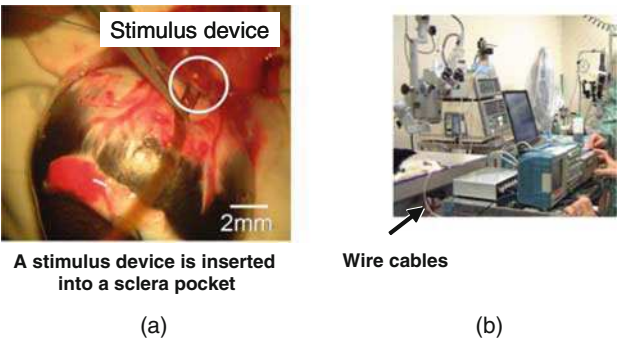 Stimulus device
2mm
A stimulus device is inserted
into a sclera pocket
Wire cables
(a)
(b)